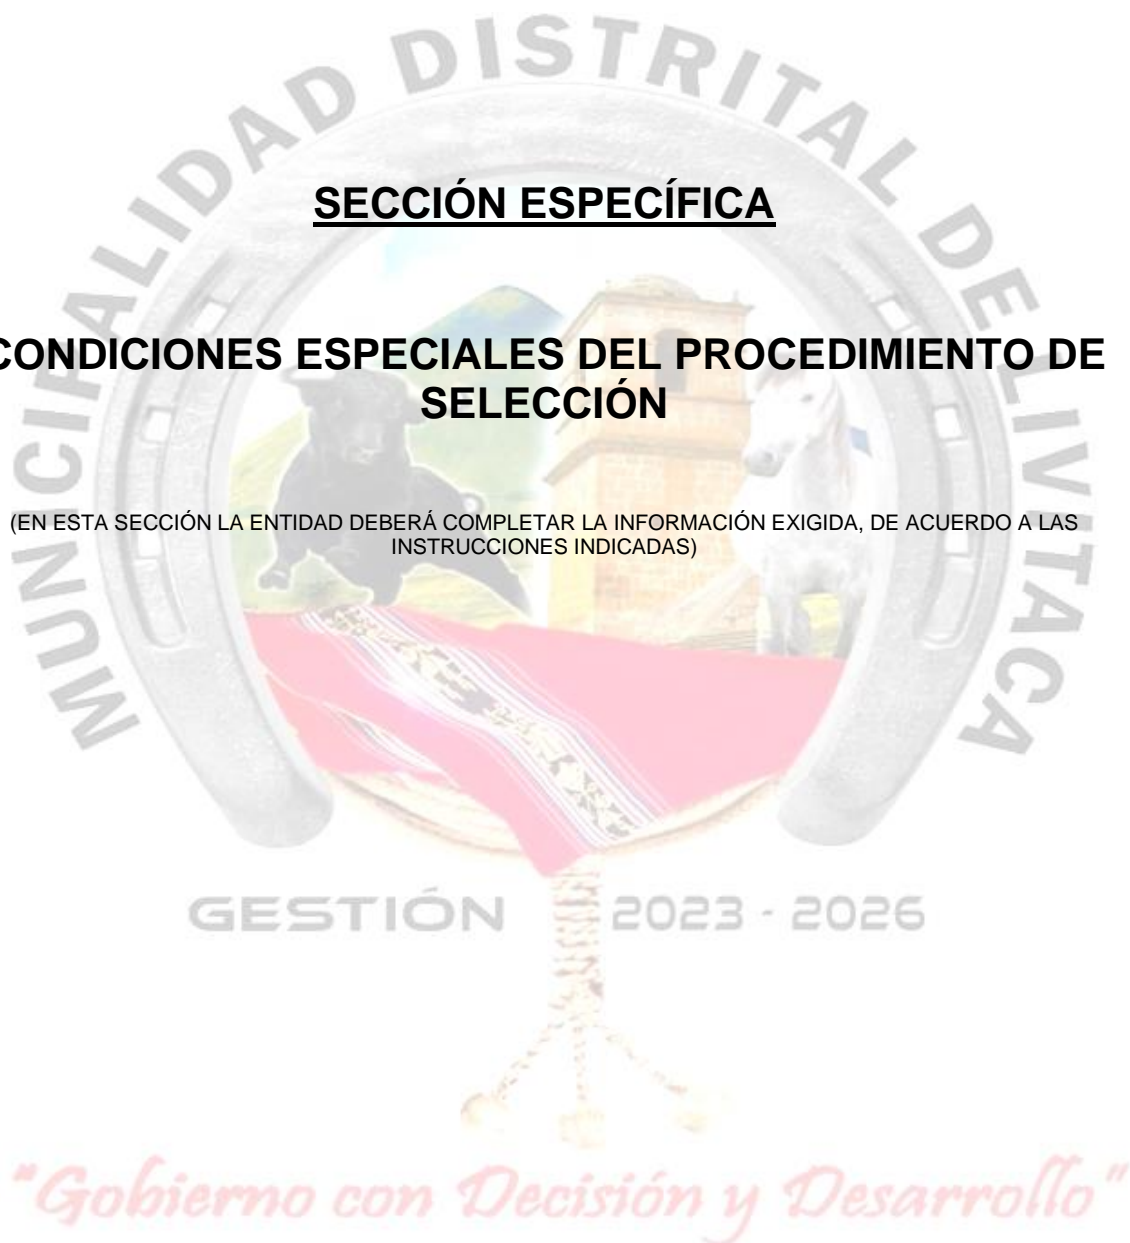 MUNICIPALIDAD DISTRITAL DE LIVITACA
SECCIÓN ESPECÍFICA
CONDICIONES ESPECIALES DEL PROCEDIMIENTO DE
SELECCIÓN
(EN ESTA SECCIÓN LA ENTIDAD DEBERÁ COMPLETAR LA INFORMACIÓN EXIGIDA, DE ACUERDO A LAS
INSTRUCCIONES INDICADAS)
GESTIÓN 2023 - 2026
"Gobierno con Decisión y Desarrollo"